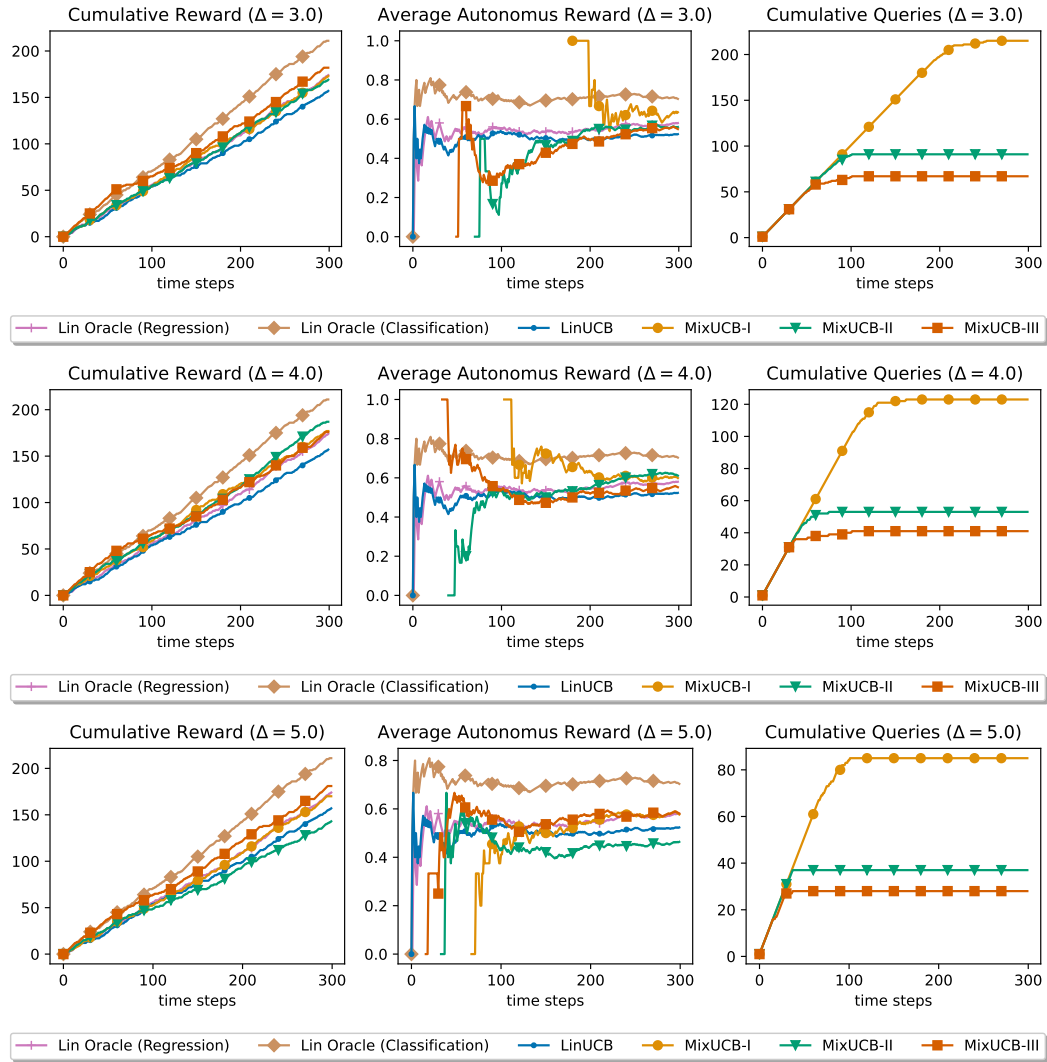 Cumulative Reward (Δ = 3.0)
Average Autonomus Reward (Δ = 3.0)
Cumulative Queries (Δ = 3.0)
200
150
100
50
0
0 100 200 300
time steps
1.0
0.8
0.6
0.4
0.2
0.0
0 100 200 300
time steps
200
150
100
50
0
0 100 200 300
time steps
Lin Oracle (Regression) Lin Oracle (Classification) LinUCB MixUCB-I MixUCB-II MixUCB-III
Cumulative Reward (Δ = 4.0)
Average Autonomus Reward (Δ = 4.0)
Cumulative Queries (Δ = 4.0)
200
150
100
50
0
0 100 200 300
time steps
1.0
0.8
0.6
0.4
0.2
0.0
0 100 200 300
time steps
120
100
80
60
40
20
0
0 100 200 300
time steps
Lin Oracle (Regression) Lin Oracle (Classification) LinUCB MixUCB-I MixUCB-II MixUCB-III
Cumulative Reward (Δ = 5.0)
Average Autonomus Reward (Δ = 5.0)
Cumulative Queries (Δ = 5.0)
200
150
100
50
0
0 100 200 300
time steps
0.8
0.6
0.4
0.2
0.0
0 100 200 300
time steps
80
60
40
20
0
0 100 200 300
time steps
Lin Oracle (Regression) Lin Oracle (Classification) LinUCB MixUCB-I MixUCB-II MixUCB-III